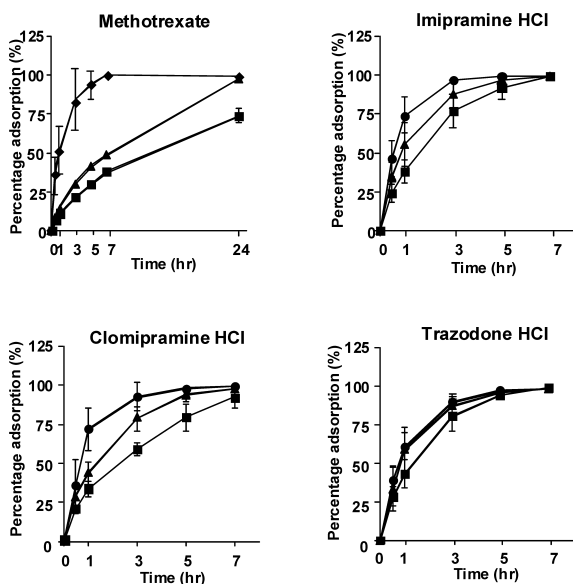 Methotrexate
Percentage adsorption (%)
125
100
75
50
25
0
0 1 3 5 7 24
Time (hr)
Imipramine HCl
Percentage adsorption (%)
125
100
75
50
25
0
0 1 3 5 7
Time (hr)
Clomipramine HCl
Percentage adsorption (%)
125
100
75
50
25
0
0 1 3 5 7
Time (hr)
Trazodone HCl
Percentage adsorption (%)
125
100
75
50
25
0
0 1 3 5 7
Time (hr)